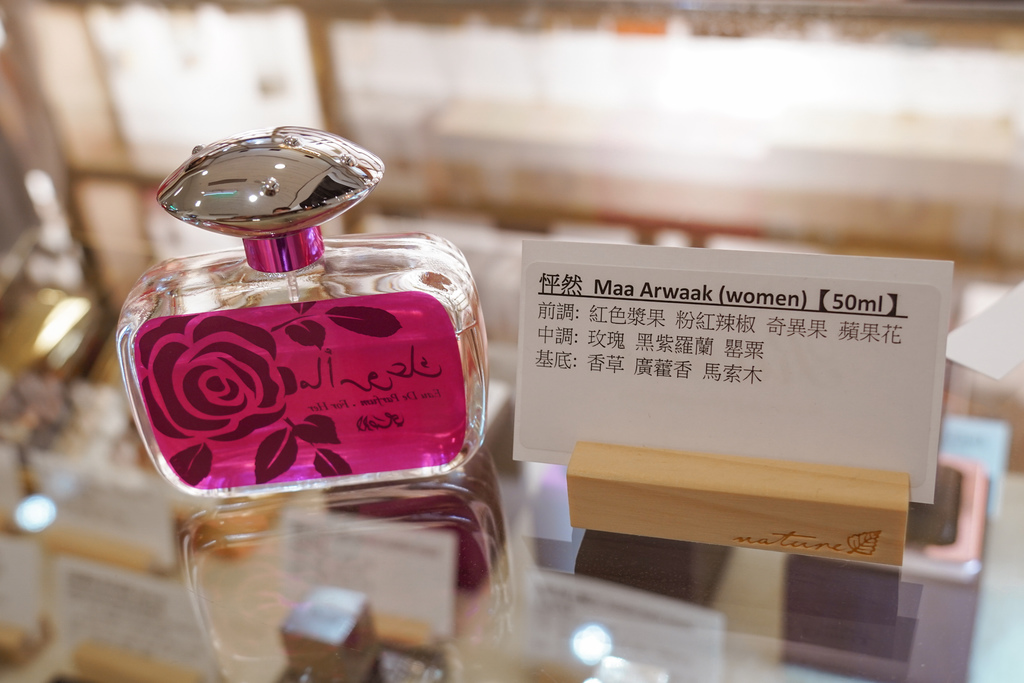 Eau De Parfum . For Her
怦然 Maa Arwaak (women)【50ml】
前調: 紅色漿果 粉紅辣椒 奇異果 蘋果花
中調: 玫瑰 黑紫羅蘭 罌粟
基底: 香草 廣藿香 馬索木
nature